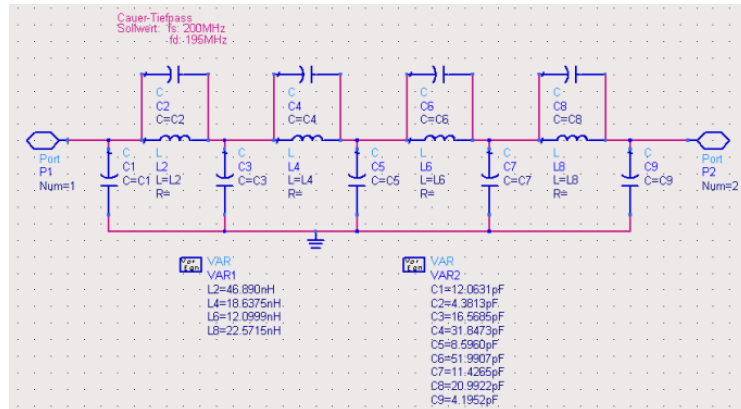 Cauer-Tiefpass
Sollwert: fs: 200MHz
fd: 195MHz
C
C2
C=C2
C
C4
C=C4
C
C6
C=C6
C
C8
C=C8
Port
P1
Num=1
C
C1
C=C1
L
L2
L=L2
R=
C
C3
C=C3
L
L4
L=L4
R=
C
C5
C=C5
L
L6
L=L6
R=
C
C7
C=C7
L
L8
L=L8
R=
C
C9
C=C9
Port
P2
Num=2
Var
Eqn
VAR
VAR1
L2=46.890nH
L4=18.6375nH
L6=12.0999nH
L8=22.5715nH
Var
Eqn
VAR
VAR2
C1=12.0631pF
C2=4.3813pF
C3=16.5685pF
C4=31.8473pF
C5=8.5960pF
C6=51.9907pF
C7=11.4265pF
C8=20.9922pF
C9=4.1952pF